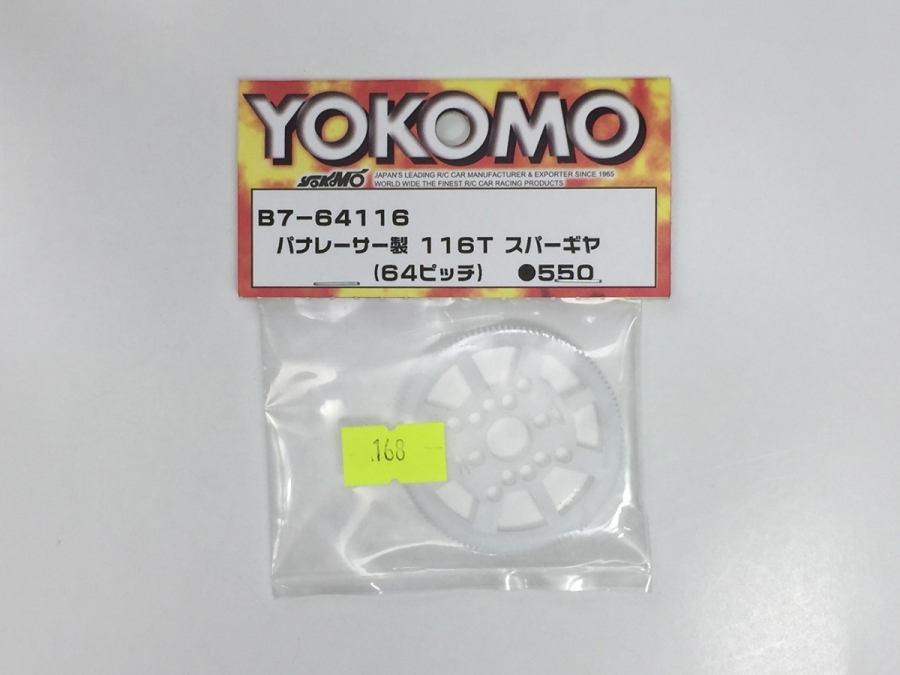 YOKOMO
YOKOMO JAPAN'S LEADING R/C CAR MANUFACTURER & EXPORTER SINCE 1965
WORLD WIDE THE FINEST R/C CAR RACING PRODUCTS.
B7-64116
パナレーサー製 116T スパーギヤ
(64ピッチ) ●550
168